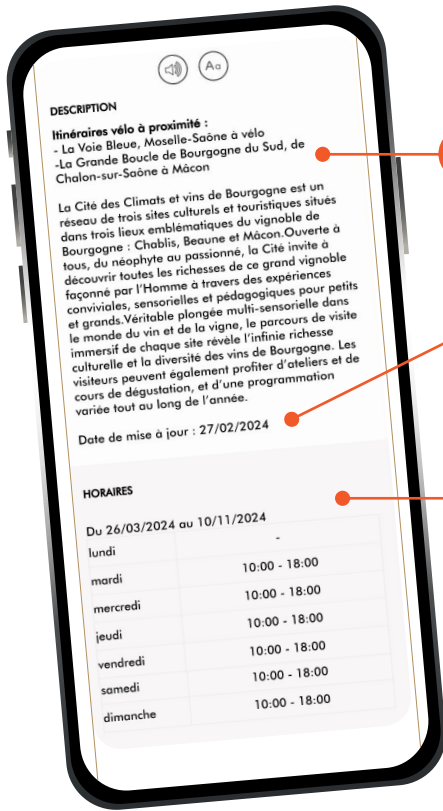 Aa
DESCRIPTION
Itinéraires vélo à proximité :
- La Voie Bleue, Moselle-Saône à vélo
-La Grande Boucle de Bourgogne du Sud, de
Chalon-sur-Saône à Mâcon
La Cité des Climats et vins de Bourgogne est un
réseau de trois sites culturels et touristiques situés
dans trois lieux emblématiques du vignoble de
Bourgogne : Chablis, Beaune et Mâcon.Ouverte à
tous, du néophyte au passionné, la Cité invite à
découvrir toutes les richesses de ce grand vignoble
façonné par l'Homme à travers des expériences
conviviales, sensorielles et pédagogiques pour petits
et grands.Véritable plongée multi-sensorielle dans
le monde du vin et de la vigne, le parcours de visite
immersif de chaque site révèle l'infinie richesse
culturelle et la diversité des vins de Bourgogne. Les
visiteurs peuvent également profiter d'ateliers et de
cours de dégustation, et d'une programmation
variée tout au long de l'année.
Date de mise à jour : 27/02/2024
HORAIRES
Du 26/03/2024 au 10/11/2024
lundi -
mardi 10:00 - 18:00
mercredi 10:00 - 18:00
jeudi 10:00 - 18:00
vendredi 10:00 - 18:00
samedi 10:00 - 18:00
dimanche 10:00 - 18:00